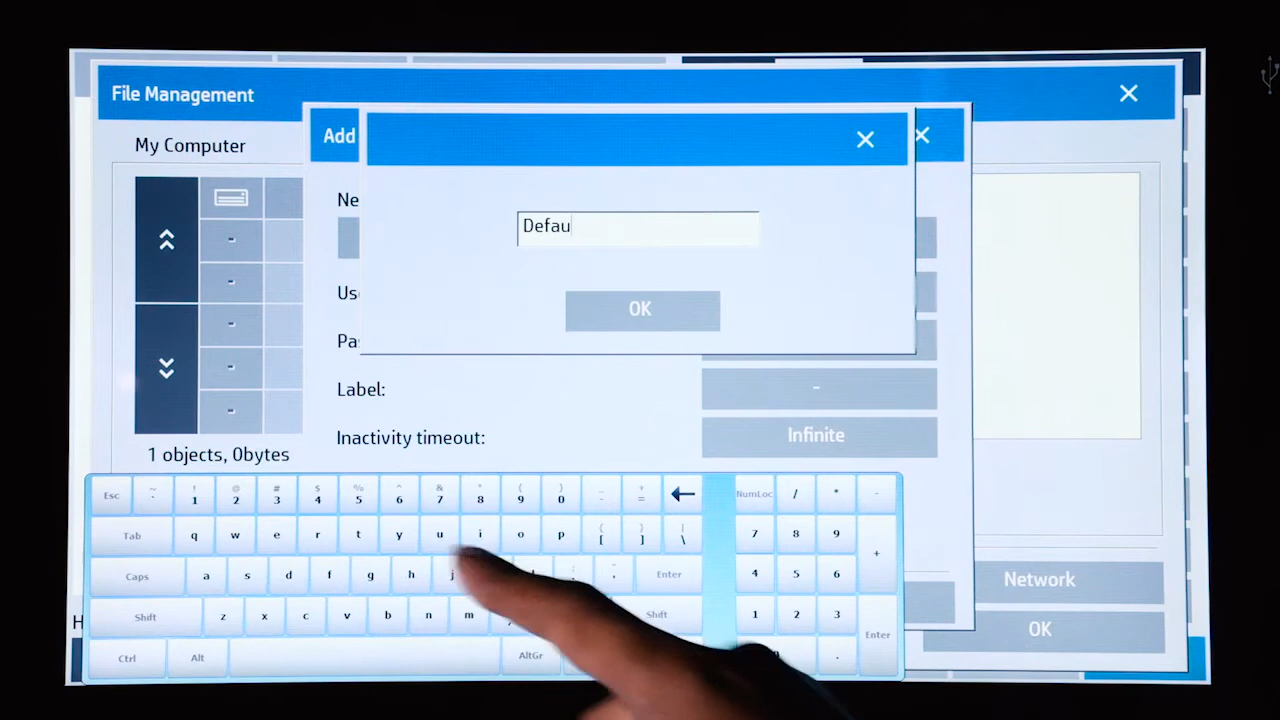 File Management
Add
My Computer
Ne
Defau
OK
Use
Pa
Label:
-
Inactivity timeout:
Infinite
1 objects, 0bytes
Network
OK
H
Esc ~ ` ! 1 @ 2 # 3 $ 4 % 5 ^ 6 & 7 * 8 ( 9 ) 0 _ - + = NumLoc / * -
Tab q w e r t y u i o p { [ } ] | \ 7 8 9 +
Caps a s d f g h j Enter 4 5 6
Shift z x c v b n m Shift 1 2 3 Enter
Ctrl Alt AltGr .